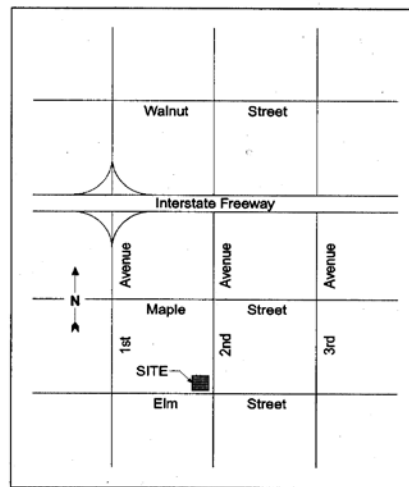 Walnut Street
Interstate Freeway
1st Avenue
2nd Avenue
3rd Avenue
N
Maple Street
SITE
Elm Street